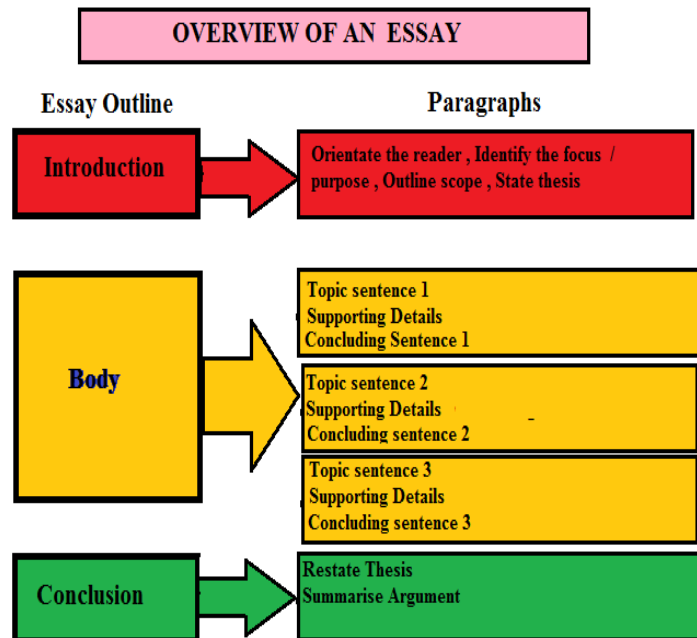 OVERVIEW OF AN ESSAY
Essay Outline
Paragraphs
Introduction
Orientate the reader , Identify the focus /
purpose , Outline scope , State thesis
Body
Topic sentence 1
Supporting Details
Concluding Sentence 1
Topic sentence 2
Supporting Details
Concluding sentence 2
Topic sentence 3
Supporting Details
Concluding sentence 3
Conclusion
Restate Thesis
Summarise Argument